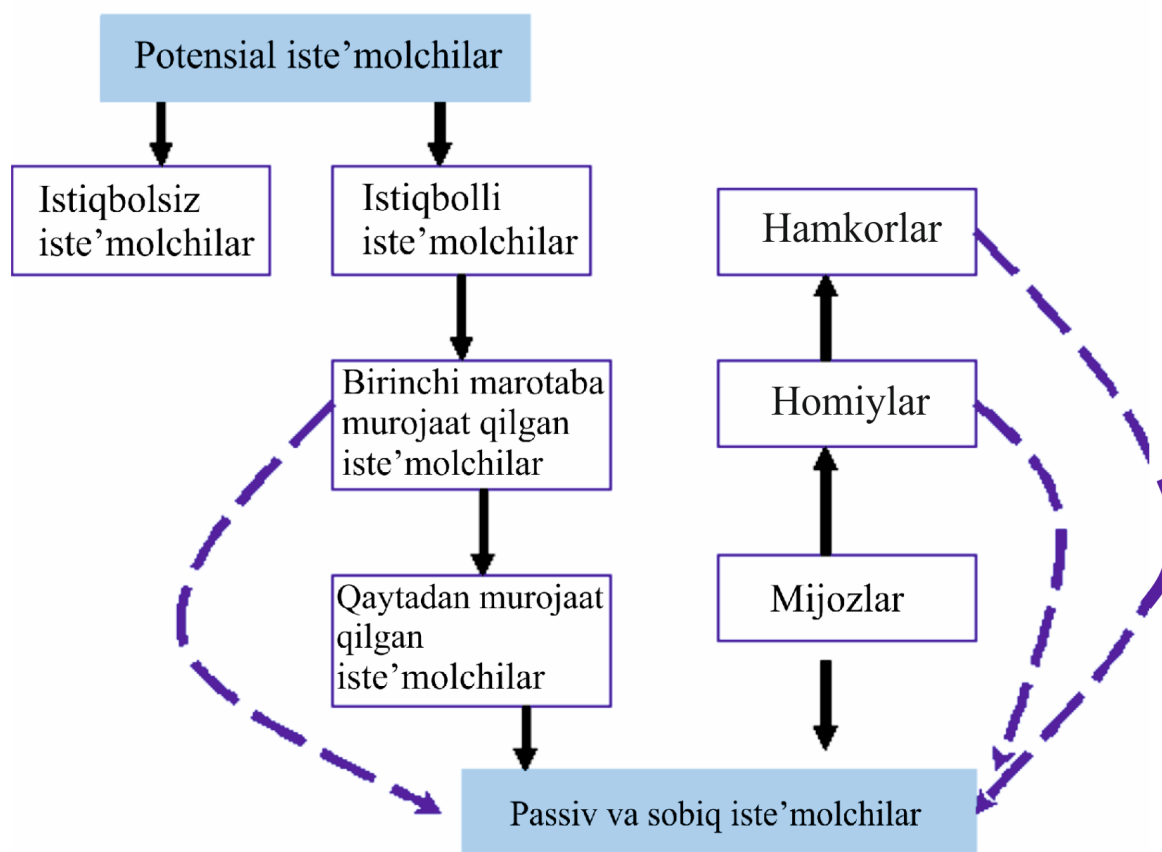 Potensial iste’molchilar
Istiqbolsiz
iste’molchilar
Istiqbolli
iste’molchilar
Birinchi marotaba
murojaat qilgan
iste’molchilar
Qaytadan murojaat
qilgan
iste’molchilar
Hamkorlar
Homiylar
Mijozlar
Passiv va sobiq iste’molchilar